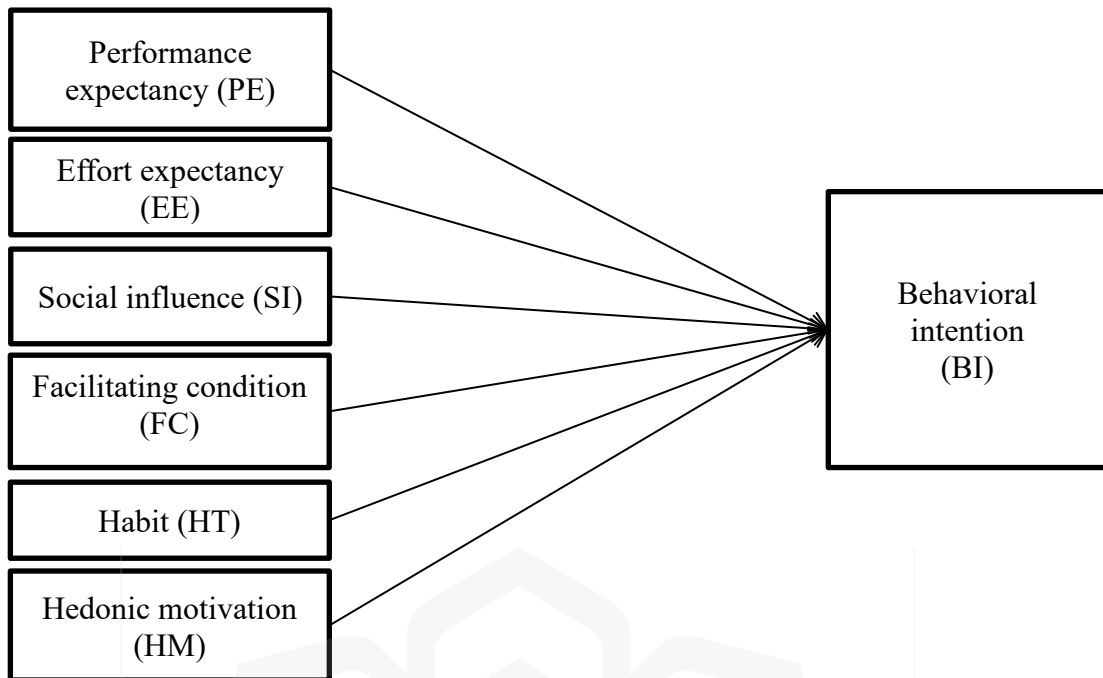 Performance
expectancy (PE)
Effort expectancy
(EE)
Social influence (SI)
Facilitating condition
(FC)
Habit (HT)
Hedonic motivation
(HM)
Behavioral
intention
(BI)